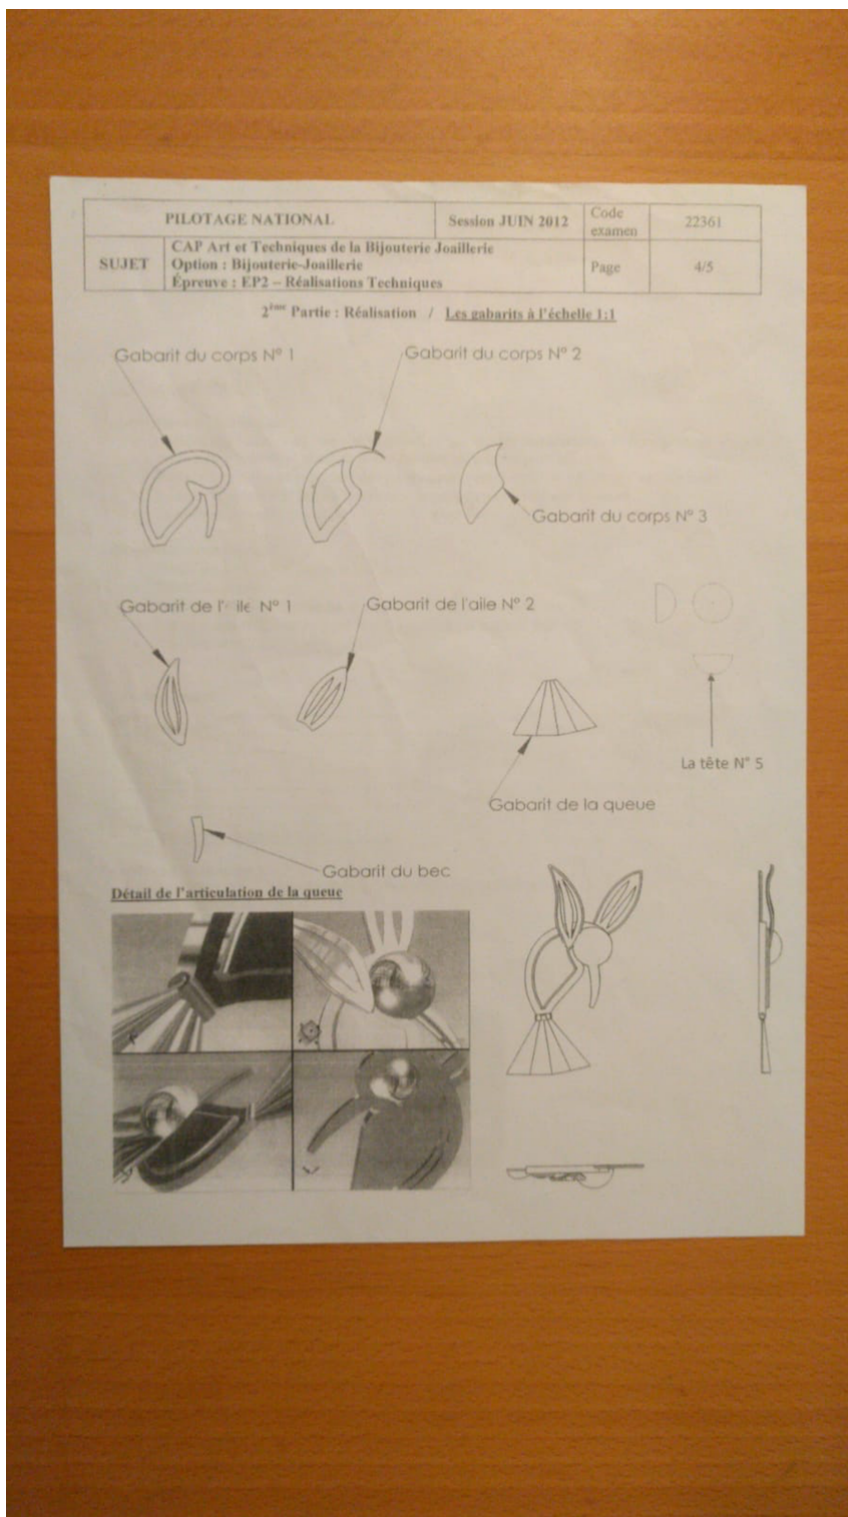 PILOTAGE NATIONAL
Session JUIN 2012
Code examen
22361
SUJET
CAP Art et Techniques de la Bijouterie Joaillerie
Option : Bijouterie-Joaillerie
Épreuve : EP2 – Réalisations Techniques
Page
4/5
2ème Partie : Réalisation / Les gabarits à l'échelle 1:1
Gabarit du corps N° 1
Gabarit du corps N° 2
Gabarit du corps N° 3
Gabarit de l' ile N° 1
Gabarit de l'aile N° 2
La tête N° 5
Gabarit de la queue
Gabarit du bec
Détail de l'articulation de la queue